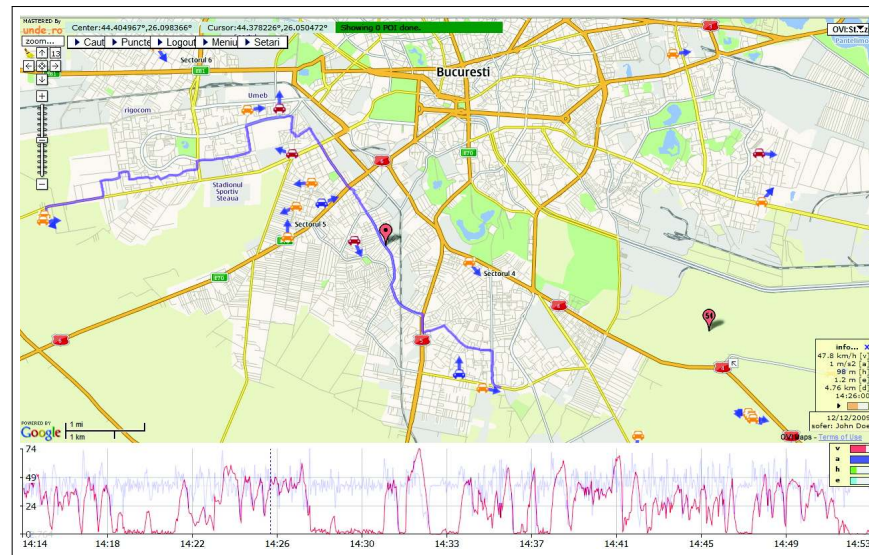 MASTERED By
unde.ro
Center:44.404967°,26.098366°
Cursor:44.378226°,26.050472°
Showing 0 PDI done.
zoom...
13
Caut
Puncte
Logout
Meniu
Setari
Sectorul 6
Bucuresti
Umeb
rigocom
Stadionul
Sportiv
Steaua
Sectorul 5
870
Sectorul 4
870
54
info... X
47.8 km/h [v]
1 m/s2 [a]
98 m [h]
1.2 m [e]
4.76 km [d]
14:26:00
12/12/2009
sofer: John Doe
Terms of Use
POWERED BY
Google
1 mi
1 km
v
a
h
e
74
49
24
0
14:14 14:18 14:22 14:26 14:30 14:33 14:37 14:41 14:45 14:49 14:53